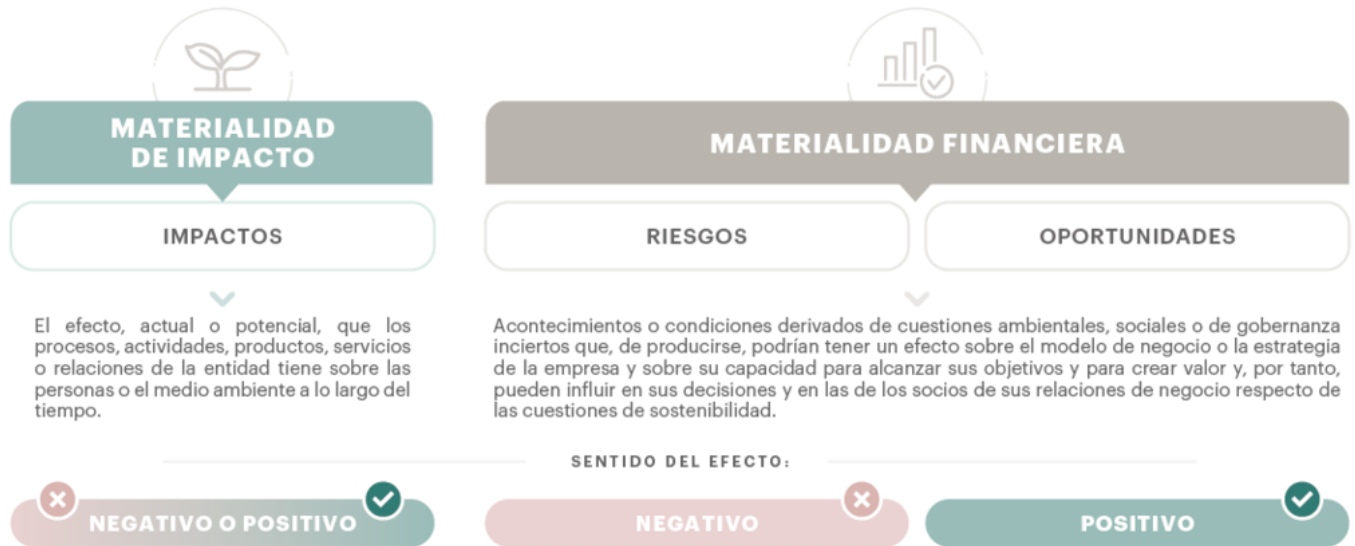 MATERIALIDAD
DE IMPACTO
IMPACTOS
El efecto, actual o potencial, que los
procesos, actividades, productos, servicios
o relaciones de la entidad tiene sobre las
personas o el medio ambiente a lo largo del
tiempo.
MATERIALIDAD FINANCIERA
RIESGOS
OPORTUNIDADES
Acontecimientos o condiciones derivados de cuestiones ambientales, sociales o de gobernanza
inciertos que, de producirse, podrían tener un efecto sobre el modelo de negocio o la estrategia
de la empresa y sobre su capacidad para alcanzar sus objetivos y para crear valor y, por tanto,
pueden influir en sus decisiones y en las de los socios de sus relaciones de negocio respecto de
las cuestiones de sostenibilidad.
SENTIDO DEL EFECTO:
NEGATIVO O POSITIVO
NEGATIVO
POSITIVO